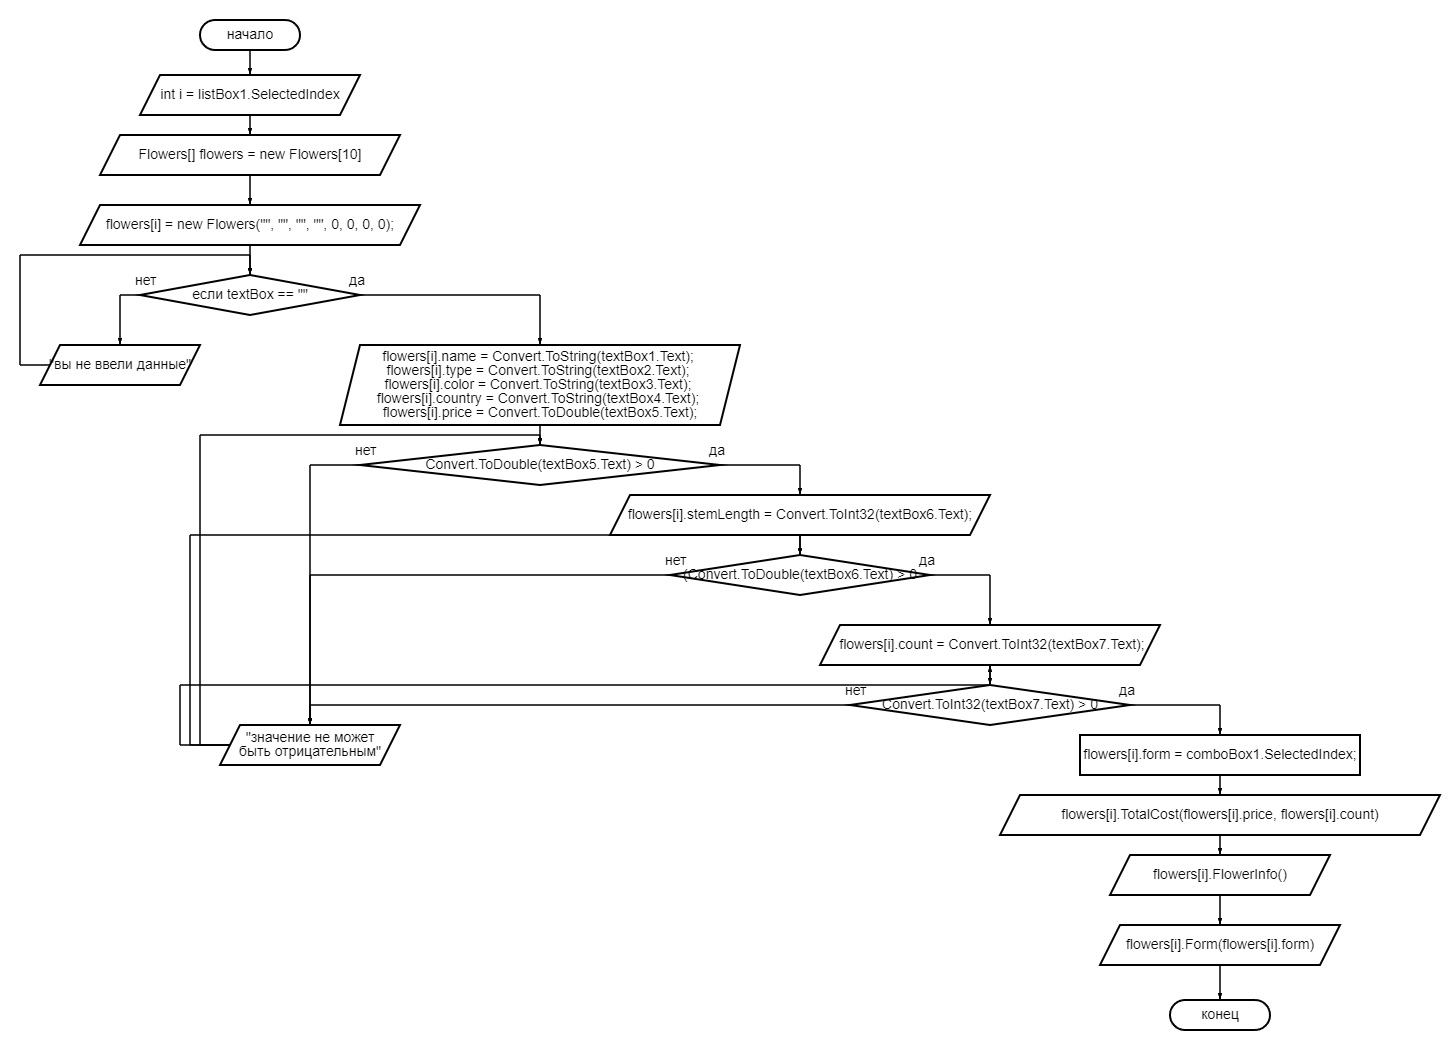 начало
int i = listBox1.SelectedIndex
Flowers[] flowers = new Flowers[10]
flowers[i] = new Flowers("", "", "", "", 0, 0, 0, 0);
нет
да
если textBox == ""
"вы не ввели данные"
flowers[i].name = Convert.ToString(textBox1.Text);
flowers[i].type = Convert.ToString(textBox2.Text);
flowers[i].color = Convert.ToString(textBox3.Text);
flowers[i].country = Convert.ToString(textBox4.Text);
flowers[i].price = Convert.ToDouble(textBox5.Text);
нет
да
Convert.ToDouble(textBox5.Text) > 0
flowers[i].stemLength = Convert.ToInt32(textBox6.Text);
нет
да
(Convert.ToDouble(textBox6.Text) > 0
flowers[i].count = Convert.ToInt32(textBox7.Text);
нет
да
Convert.ToInt32(textBox7.Text) > 0
"значение не может
быть отрицательным"
flowers[i].form = comboBox1.SelectedIndex;
flowers[i].TotalCost(flowers[i].price, flowers[i].count)
flowers[i].FlowerInfo()
flowers[i].Form(flowers[i].form)
конец